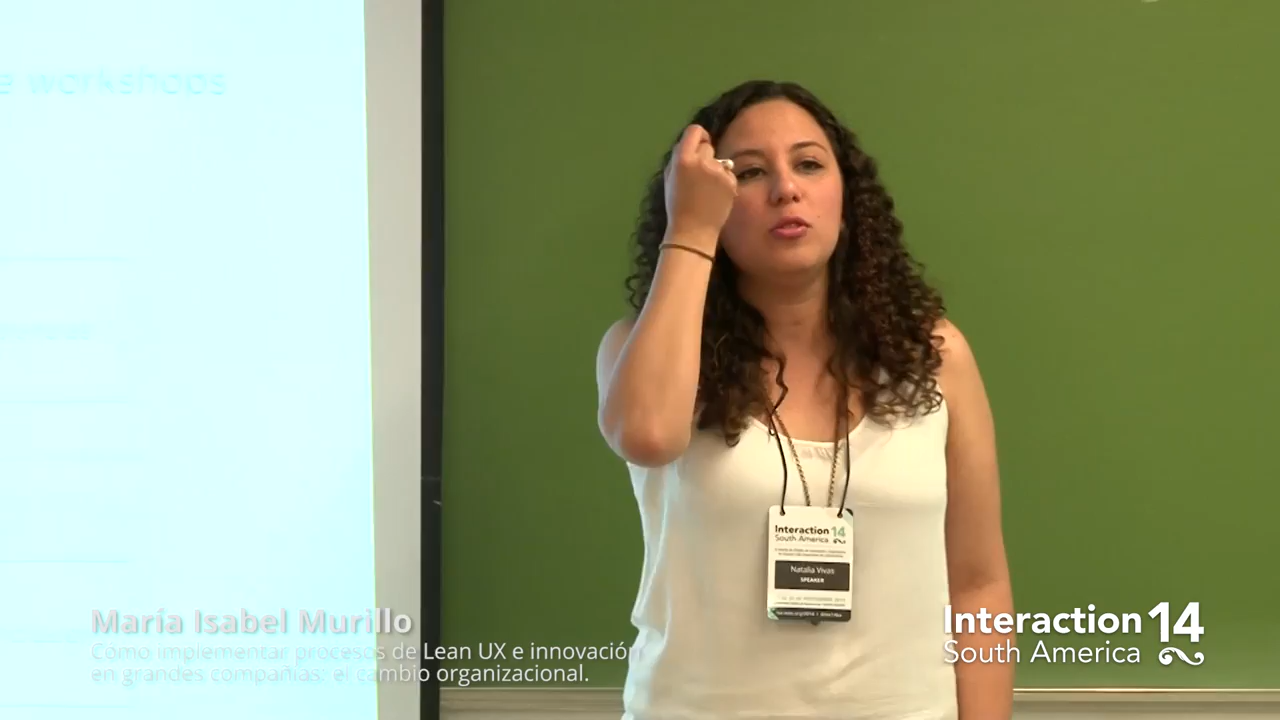 e workshops
Interaction 14
South America
Natalia Vivas
SPEAKER
María Isabel Murillo
Cómo implementar procesos de Lean UX e innovación
en grandes compañías: el cambio organizacional.
Interaction 14
South America